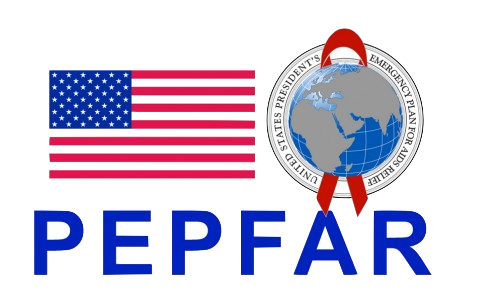 UNITED STATES PRESIDENT'S
EMERGENCY PLAN FOR AIDS RELIEF
PEPFAR